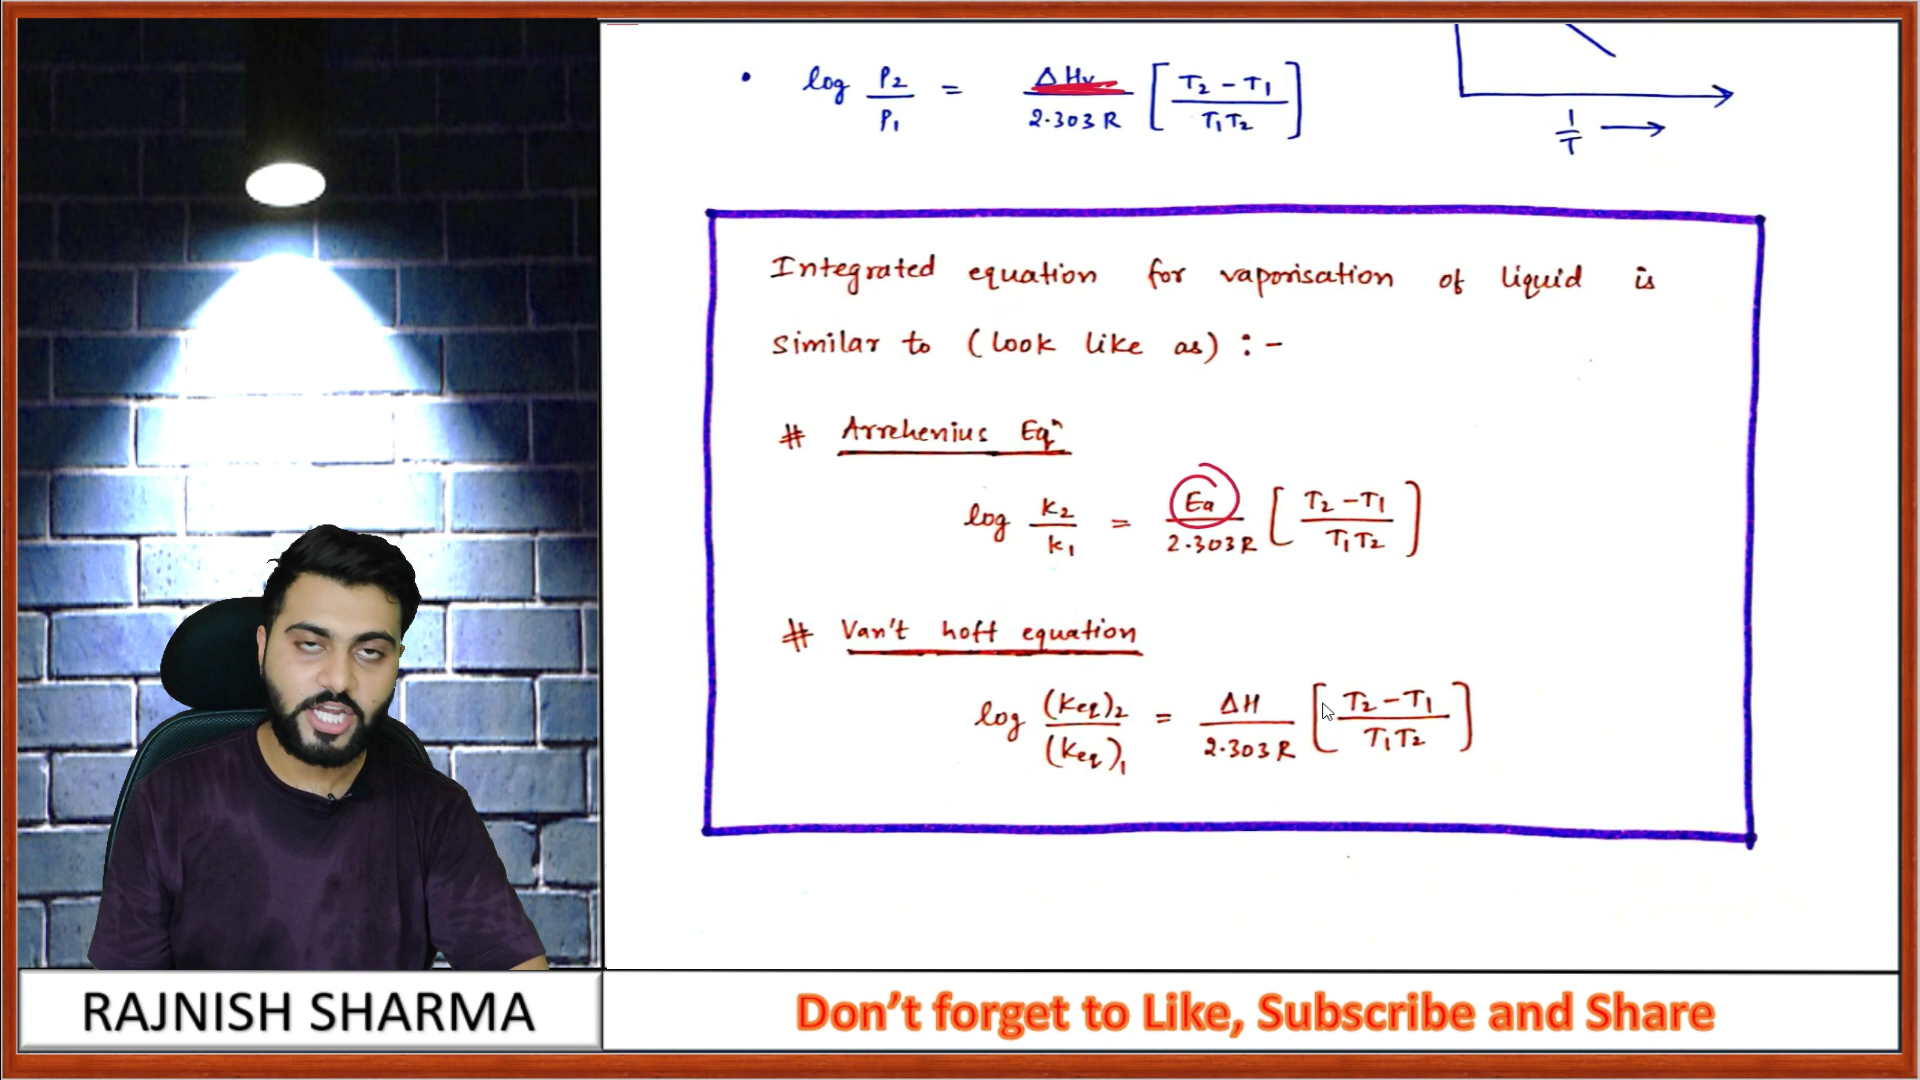 • log P2/P1 = ΔHv/2.303 R [T2 - T1/T1T2]
1/T →
Integrated equation for vaporisation of liquid is
similar to (look like as) :-
# Arrehenius Eqn
log K2/K1 = Ea/2.303R [T2 - T1/T1T2]
# Van't hoff equation
log (Keq)2/(Keq)1 = ΔH/2.303R [T2 - T1/T1T2]
RAJNISH SHARMA
Don't forget to Like, Subscribe and Share